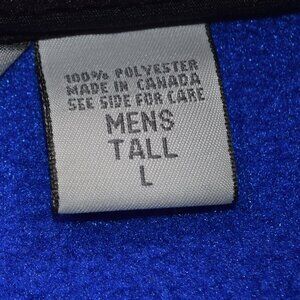 100% POLYESTER
MADE IN CANADA
SEE SIDE FOR CARE
MENS
TALL
L